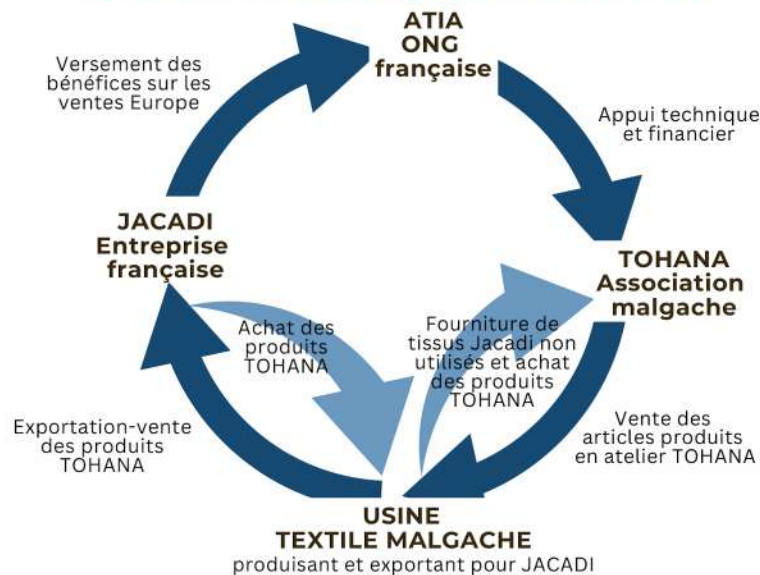 ATIA
ONG
française
Versement des
bénéfices sur les
ventes Europe
Appui technique
et financier
JACADI
Entreprise
française
TOHANA
Association
malgache
Achat des
produits
TOHANA
Fourniture de
tissus Jacadi non
utilisés et achat
des produits
TOHANA
Exportation-vente
des produits
TOHANA
Vente des
articles produits
en atelier TOHANA
USINE
TEXTILE MALGACHE
produisant et exportant pour JACADI